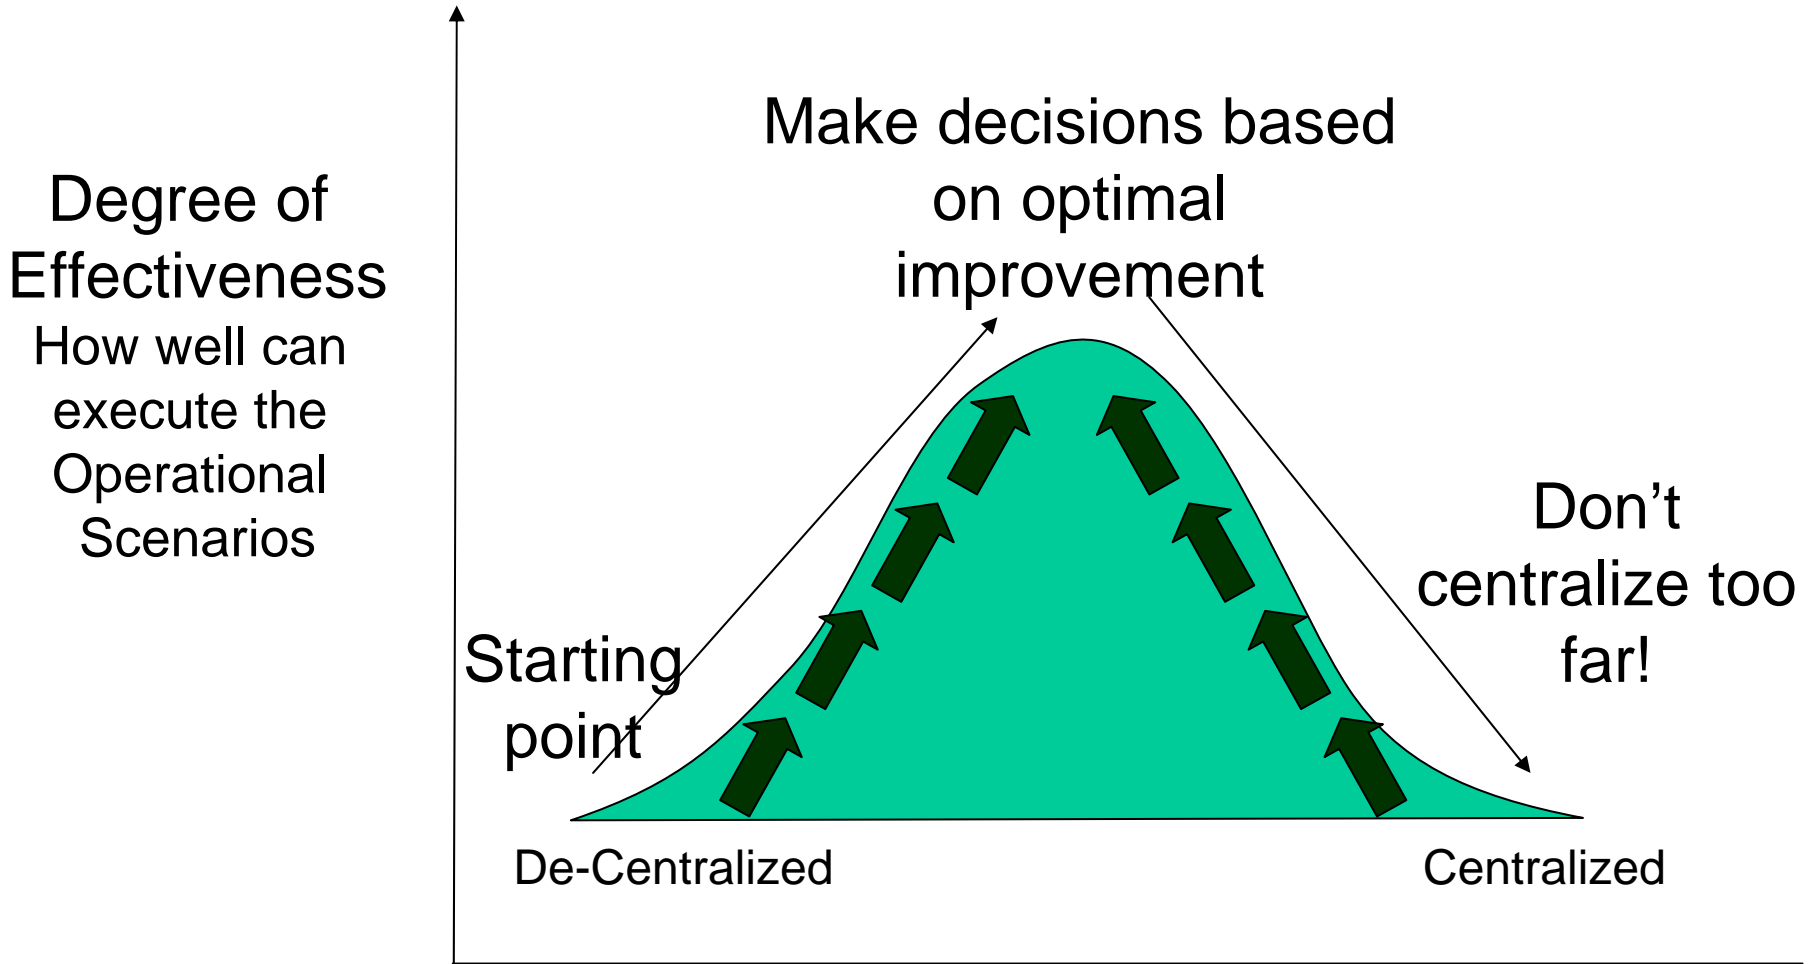 Degree of
Effectiveness
How well can
execute the
Operational
Scenarios
Make decisions based
on optimal
improvement
Starting
point
Don’t
centralize too
far!
De-Centralized
Centralized